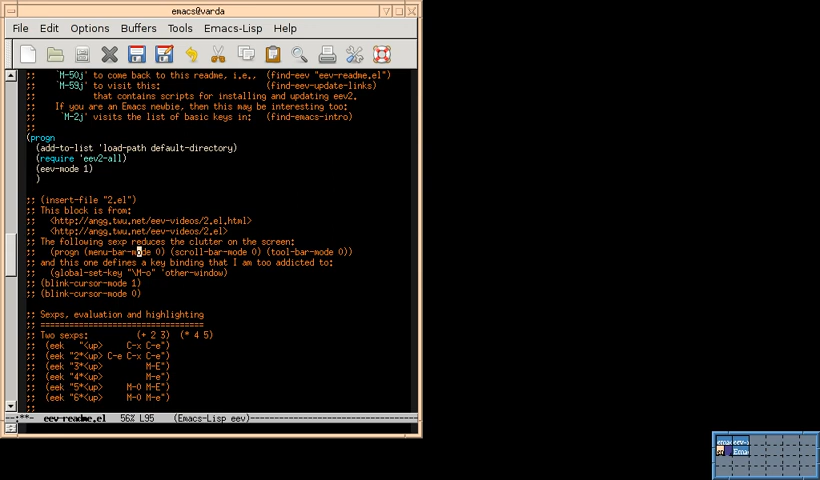 emacs@varda
File Edit Options Buffers Tools Emacs-Lisp Help
;;    `M-50j' to come back to this readme, i.e.,  (find-eev "eev-readme.el")
;;    `M-59j' to visit this:                      (find-eev-update-links)
;;            that contains scripts for installing and updating eev2.
;;    If you are an Emacs newbie, then this may be interesting too:
;;     `M-2j' visits the list of basic keys in:   (find-emacs-intro)
;;
(progn
  (add-to-list 'load-path default-directory)
  (require 'eev2-all)
  (eev-mode 1)
  )
;; (insert-file "2.el")
;; This block is from:
;;   <http://angg.twu.net/eev-videos/2.el.html>
;;   <http://angg.twu.net/eev-videos/2.el>
;; The following sexp reduces the clutter on the screen:
;;   (progn (menu-bar-mode 0) (scroll-bar-mode 0) (tool-bar-mode 0))
;; and this one defines a key binding that I am too addicted to:
;;   (global-set-key "\M-o" 'other-window)
;; (blink-cursor-mode 1)
;; (blink-cursor-mode 0)
;; Sexps, evaluation and highlighting
;; ==================================
;; Two sexps:         (+ 2 3)  (* 4 5)
;;  (eek   "<up>     C-x C-e")
;;  (eek "2*<up> C-e C-x C-e")
;;  (eek "3*<up>         M-E")
;;  (eek "4*<up>         M-e")
;;  (eek "5*<up>     M-0 M-E")
;;  (eek "6*<up>     M-0 M-e")
;;
--:**-  eev-readme.el   56% L95    (Emacs-Lisp eev)